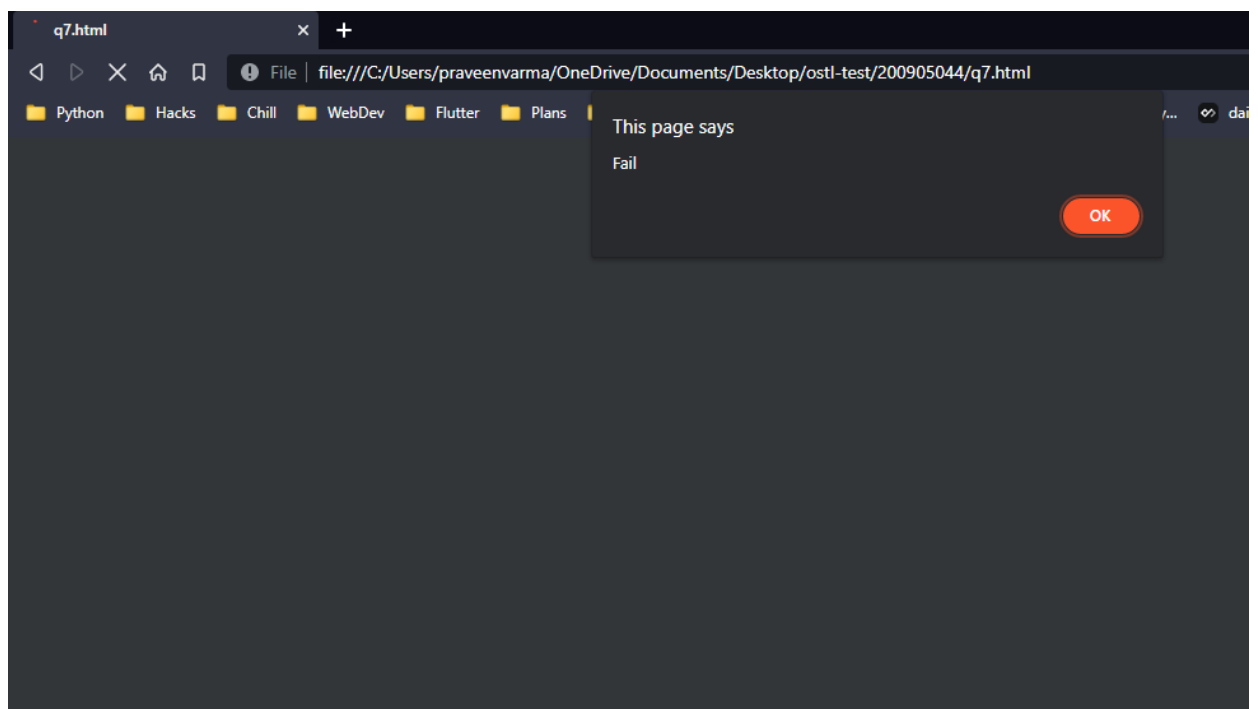 q7.html
File file:///C:/Users/praveenvarma/OneDrive/Documents/Desktop/ostl-test/200905044/q7.html
Python Hacks Chill WebDev Flutter Plans
This page says
Fail
OK